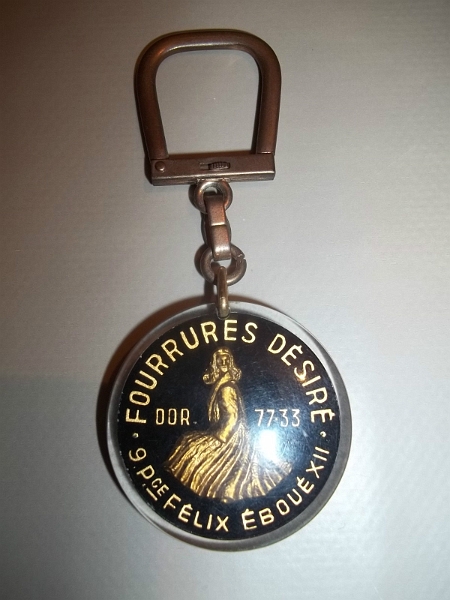 FOURRURES DÉSIRÉ
DOR 77-33
9, PCE FÉLIX ÉBOUÉ XII